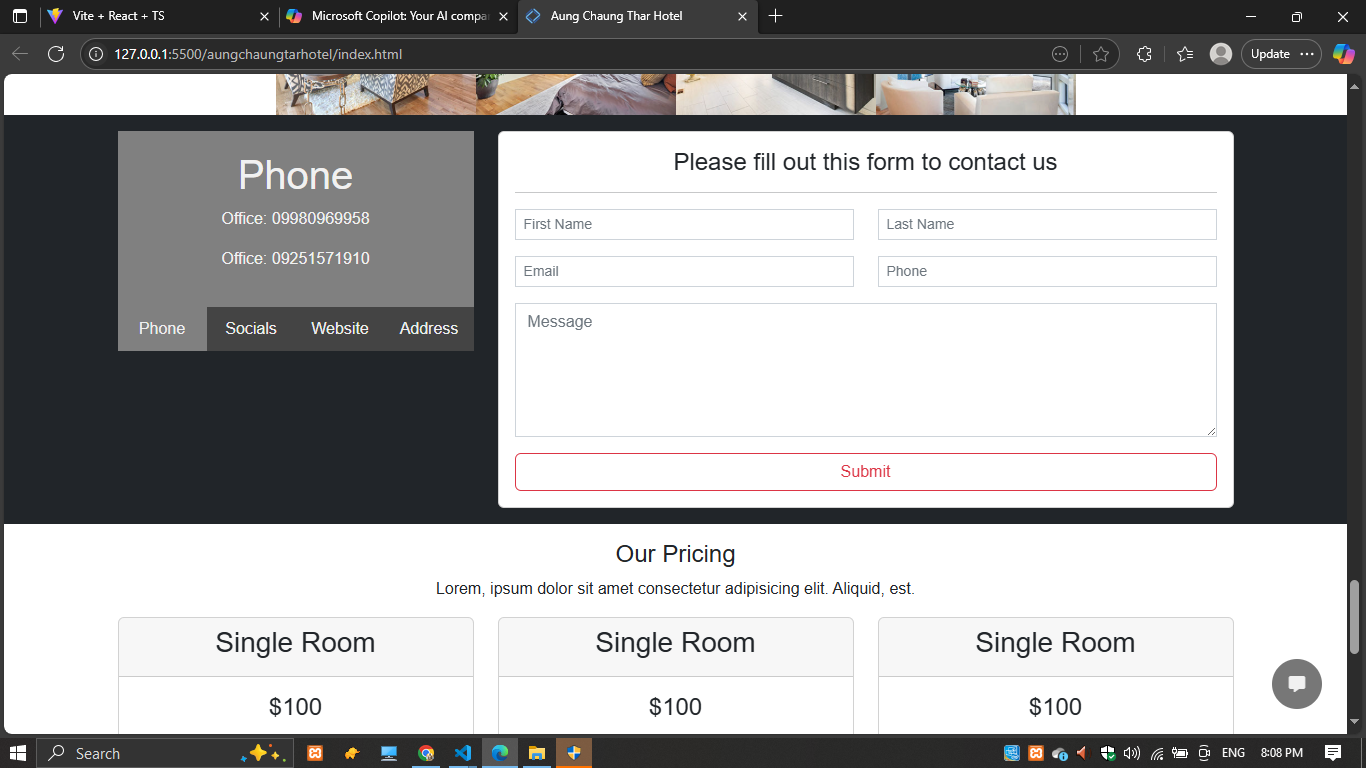 Vite + React + TS
Microsoft Copilot: Your AI compa
Aung Chaung Thar Hotel
127.0.0.1:5500/aungchaungtarhotel/index.html
Update
Phone
Office: 09980969958
Office: 09251571910
Phone Socials Website Address
Please fill out this form to contact us
First Name Last Name
Email Phone
Message
Submit
Our Pricing
Lorem, ipsum dolor sit amet consectetur adipisicing elit. Aliquid, est.
Single Room Single Room Single Room
$100 $100 $100
Search
ENG 8:08 PM